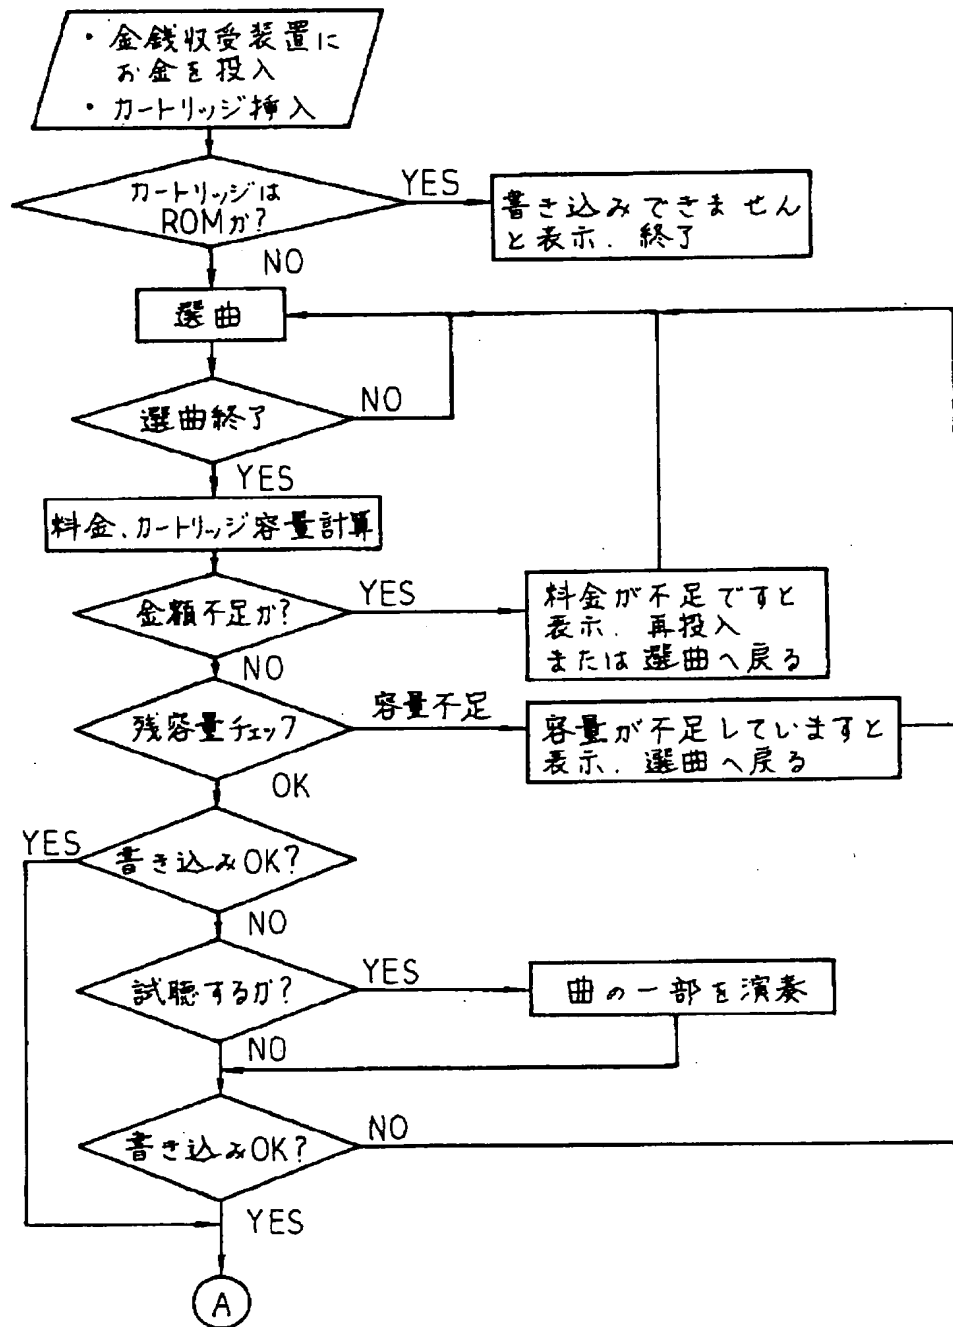 ・金銭収受装置に
お金を投入
・カートリッジ挿入
カートリッジは
ROMか?
YES
書き込みできません
と表示、終了
NO
選曲
選曲終了
NO
YES
料金、カートリッジ容量計算
金額不足か?
YES
料金が不足ですと
表示、再投入
または選曲へ戻る
NO
残容量チェック
容量不足
容量が不足していますと
表示、選曲へ戻る
OK
YES
書き込みOK?
NO
試聴するか?
YES
曲の一部を演奏
NO
書き込みOK?
NO
YES
A